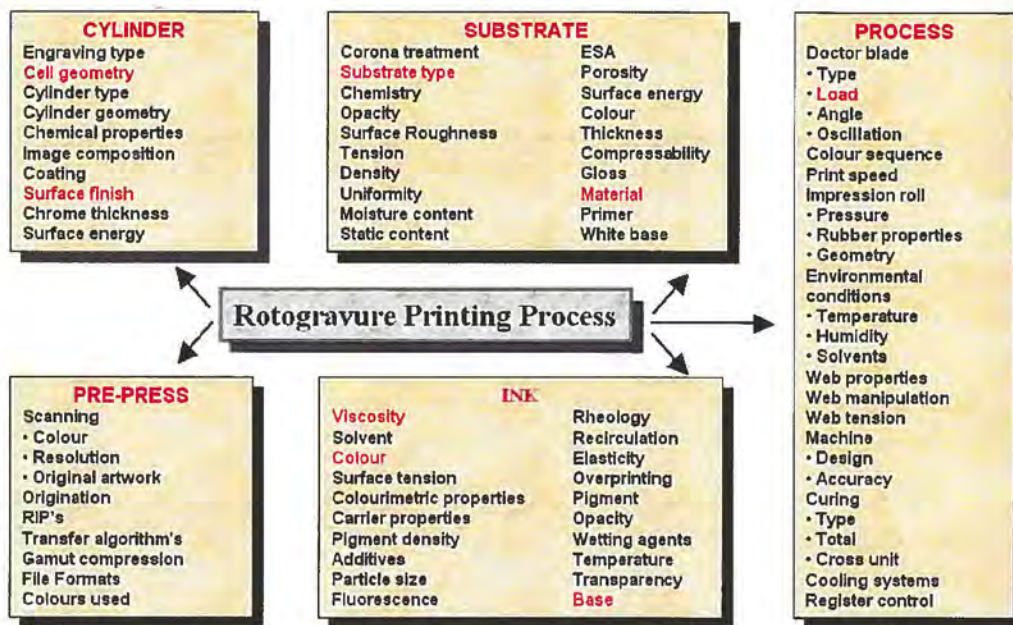 CYLINDER
Engraving type
Cell geometry
Cylinder type
Cylinder geometry
Chemical properties
Image composition
Coating
Surface finish
Chrome thickness
Surface energy
SUBSTRATE
Corona treatment
Substrate type
Chemistry
Opacity
Surface Roughness
Tension
Density
Uniformity
Moisture content
Static content
ESA
Porosity
Surface energy
Colour
Thickness
Compressability
Gloss
Material
Primer
White base
PROCESS
Doctor blade
• Type
• Load
• Angle
• Oscillation
Colour sequence
Print speed
Impression roll
• Pressure
• Rubber properties
• Geometry
Environmental
conditions
• Temperature
• Humidity
• Solvents
Web properties
Web manipulation
Web tension
Machine
• Design
• Accuracy
Curing
• Type
• Total
• Cross unit
Cooling systems
Register control
Rotogravure Printing Process
PRE-PRESS
Scanning
• Colour
• Resolution
• Original artwork
Origination
RIP's
Transfer algorithm's
Gamut compression
File Formats
Colours used
INK
Viscosity
Solvent
Colour
Surface tension
Colourimetric properties
Carrier properties
Pigment density
Additives
Particle size
Fluorescence
Rheology
Recirculation
Elasticity
Overprinting
Pigment
Opacity
Wetting agents
Temperature
Transparency
Base